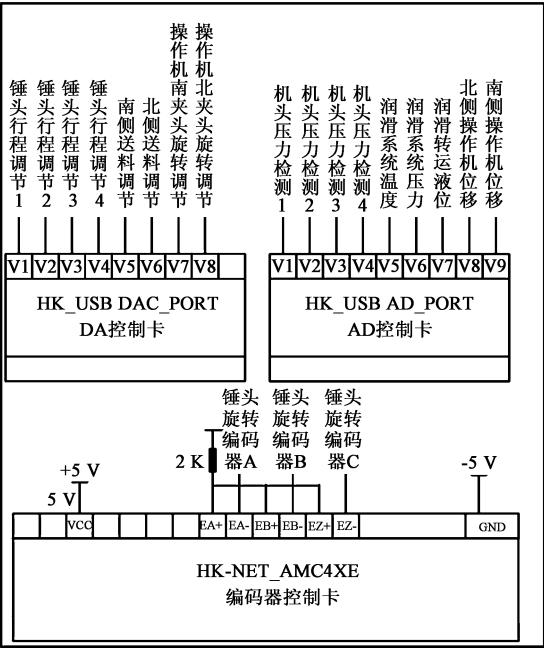 锤头行程调节1
锤头行程调节2
锤头行程调节3
锤头行程调节4
南侧送料调节
北侧送料调节
操作机南夹头旋转调节
操作机北夹头旋转调节
机头压力检测1
机头压力检测2
机头压力检测3
机头压力检测4
润滑系统温度
润滑系统压力
润滑转运液位
北侧操作机位移
南侧操作机位移
V1 V2 V3 V4 V5 V6 V7 V8
V1 V2 V3 V4 V5 V6 V7 V8 V9
HK_USB DAC_PORT
DA控制卡
HK_USB AD_PORT
AD控制卡
锤头旋转编码器A
锤头旋转编码器B
锤头旋转编码器C
2 K
+5 V
5 V
-5 V
VCC EA+ EA- EB+ EB- EZ+ EZ- GND
HK-NET_AMC4XE
编码器控制卡